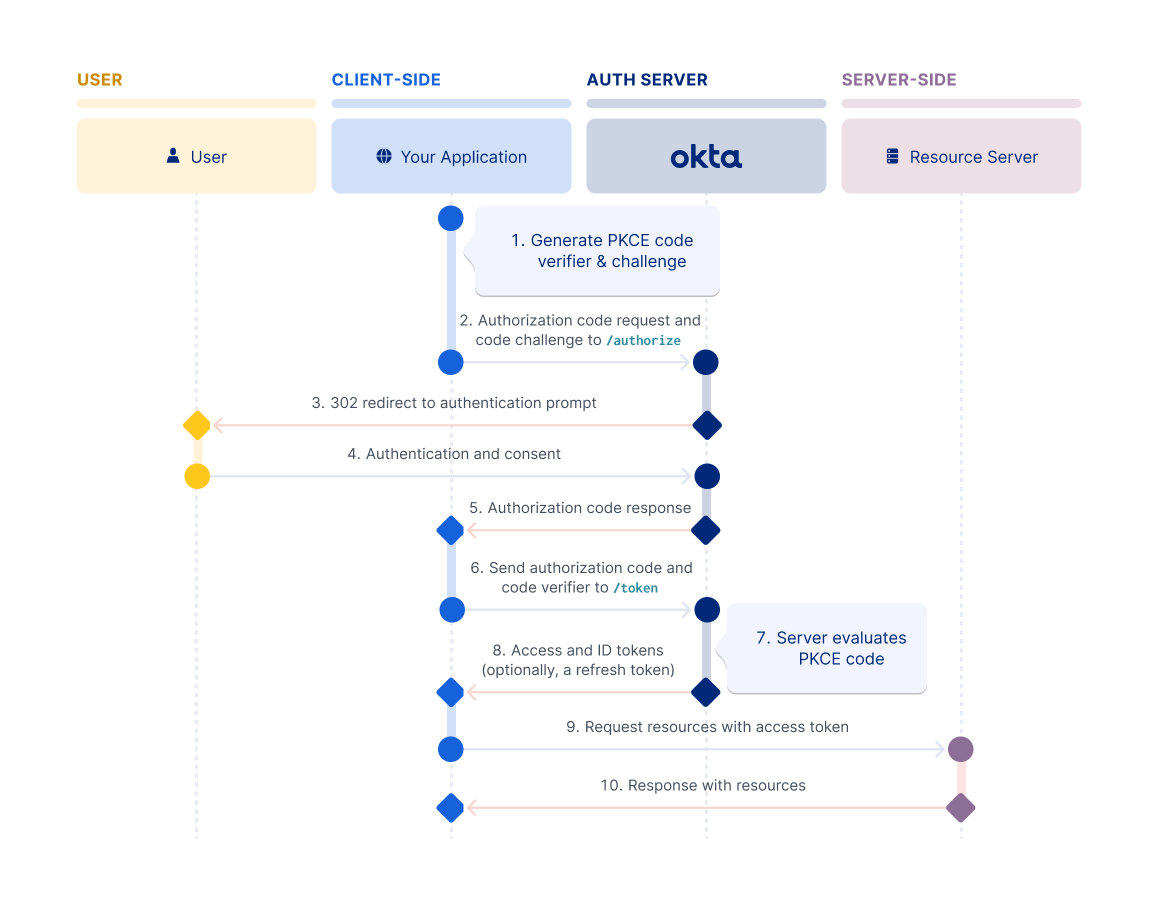 USER
CLIENT-SIDE
AUTH SERVER
SERVER-SIDE
User
Your Application
okta
Resource Server
1. Generate PKCE code
verifier & challenge
2. Authorization code request and
code challenge to /authorize
3. 302 redirect to authentication prompt
4. Authentication and consent
5. Authorization code response
6. Send authorization code and
code verifier to /token
7. Server evaluates
PKCE code
8. Access and ID tokens
(optionally, a refresh token)
9. Request resources with access token
10. Response with resources